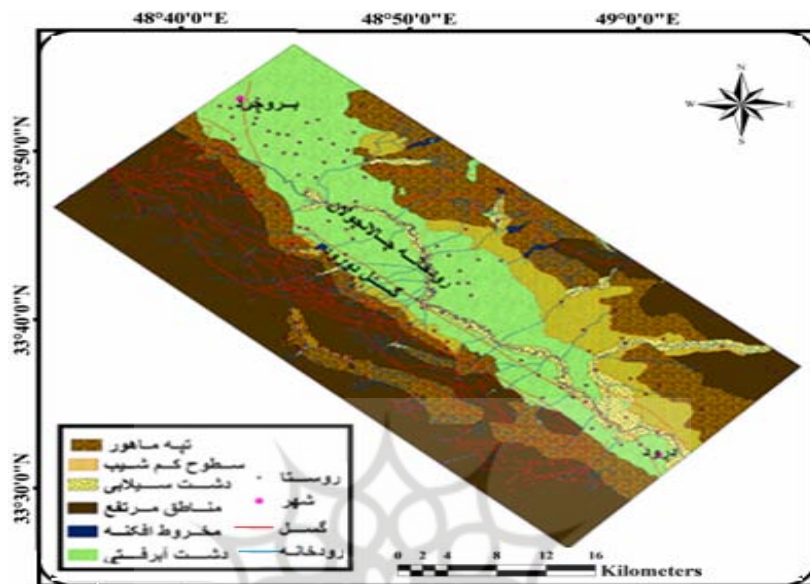 48°40'0"E 48°50'0"E 49°0'0"E
33°50'0"N
33°40'0"N
33°30'0"N
N
W E
S
بروجرد
رودخانه چالانچولان
گسل دورود
درود
تپه ماهور
سطوح کم شیب
دشت سیلابی
مناطق مرتفع
مخروط افکنه
دشت آبرفتی
روستا
شهر
گسل
رودخانه
0 2 4 8 12 16
Kilometers